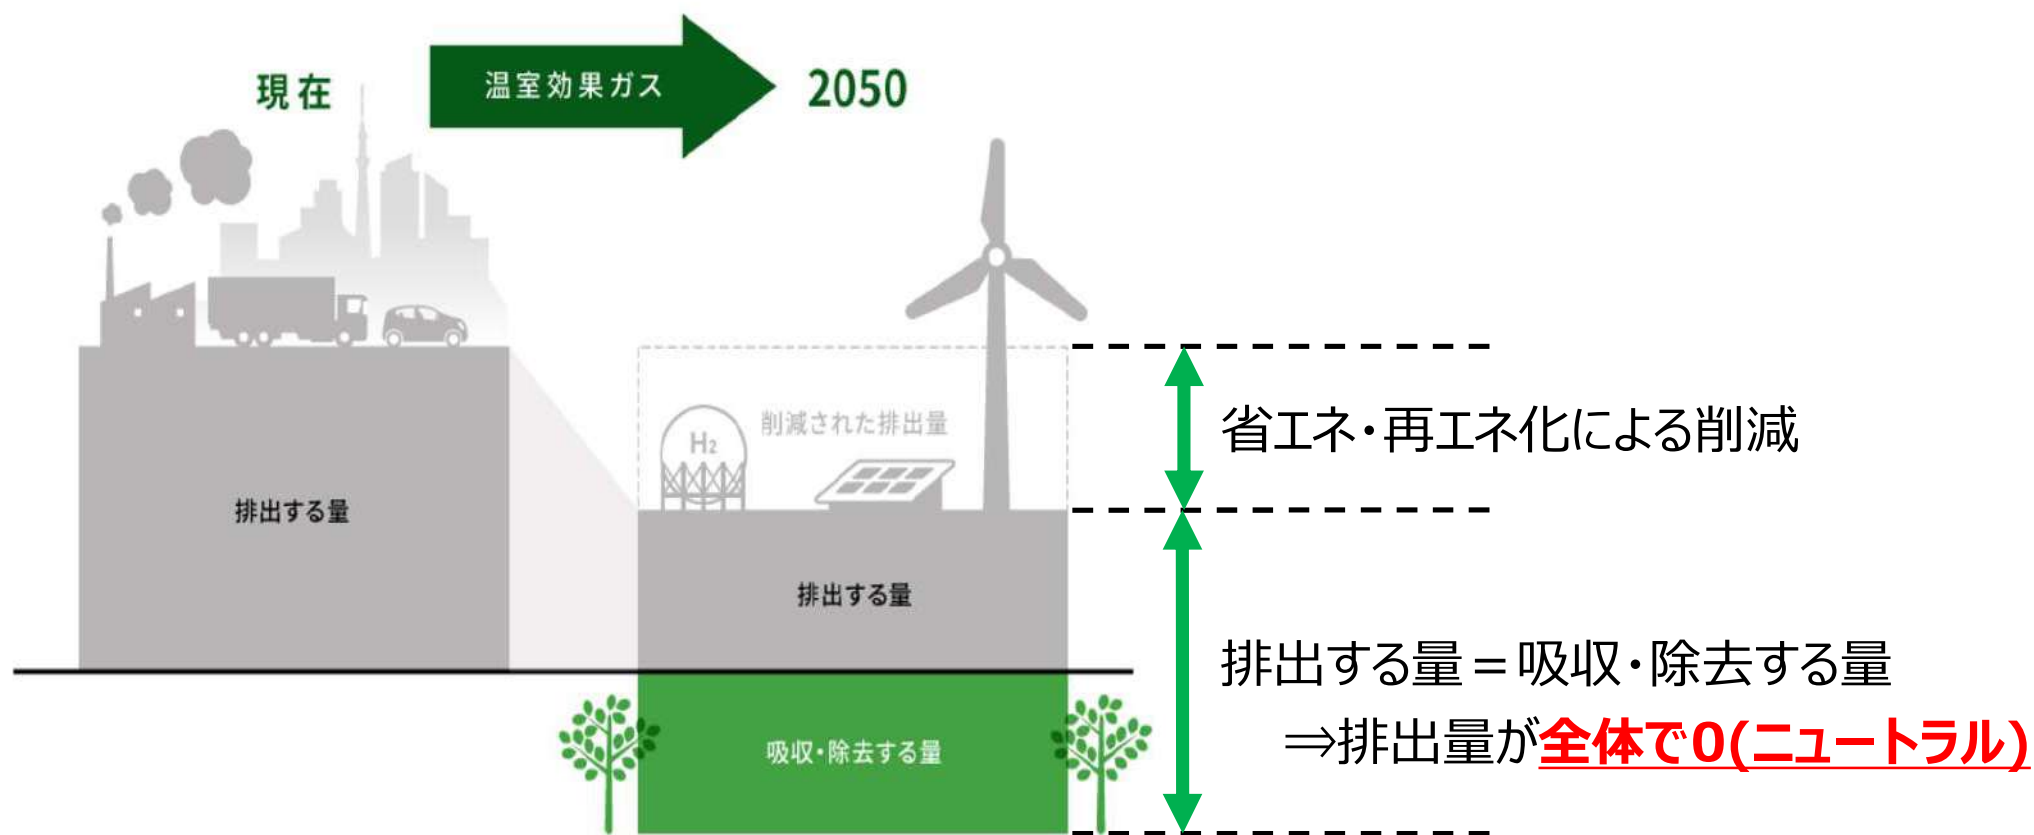 現在
温室効果ガス
2050
H₂
削減された排出量
省エネ・再エネ化による削減
排出する量
排出する量
排出する量＝吸収・除去する量
⇒排出量が全体で0(ニュートラル)
吸収・除去する量